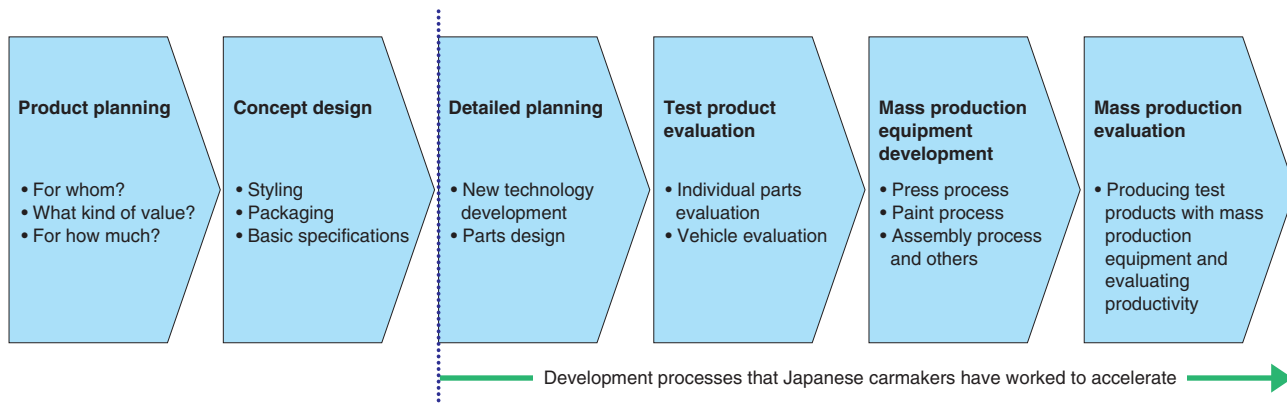 Product planning
• For whom?
• What kind of value?
• For how much?
Concept design
• Styling
• Packaging
• Basic specifications
Detailed planning
• New technology
development
• Parts design
Test product
evaluation
• Individual parts
evaluation
• Vehicle evaluation
Mass production
equipment
development
• Press process
• Paint process
• Assembly process
and others
Mass production
evaluation
• Producing test
products with mass
production
equipment and
evaluating
productivity
Development processes that Japanese carmakers have worked to accelerate